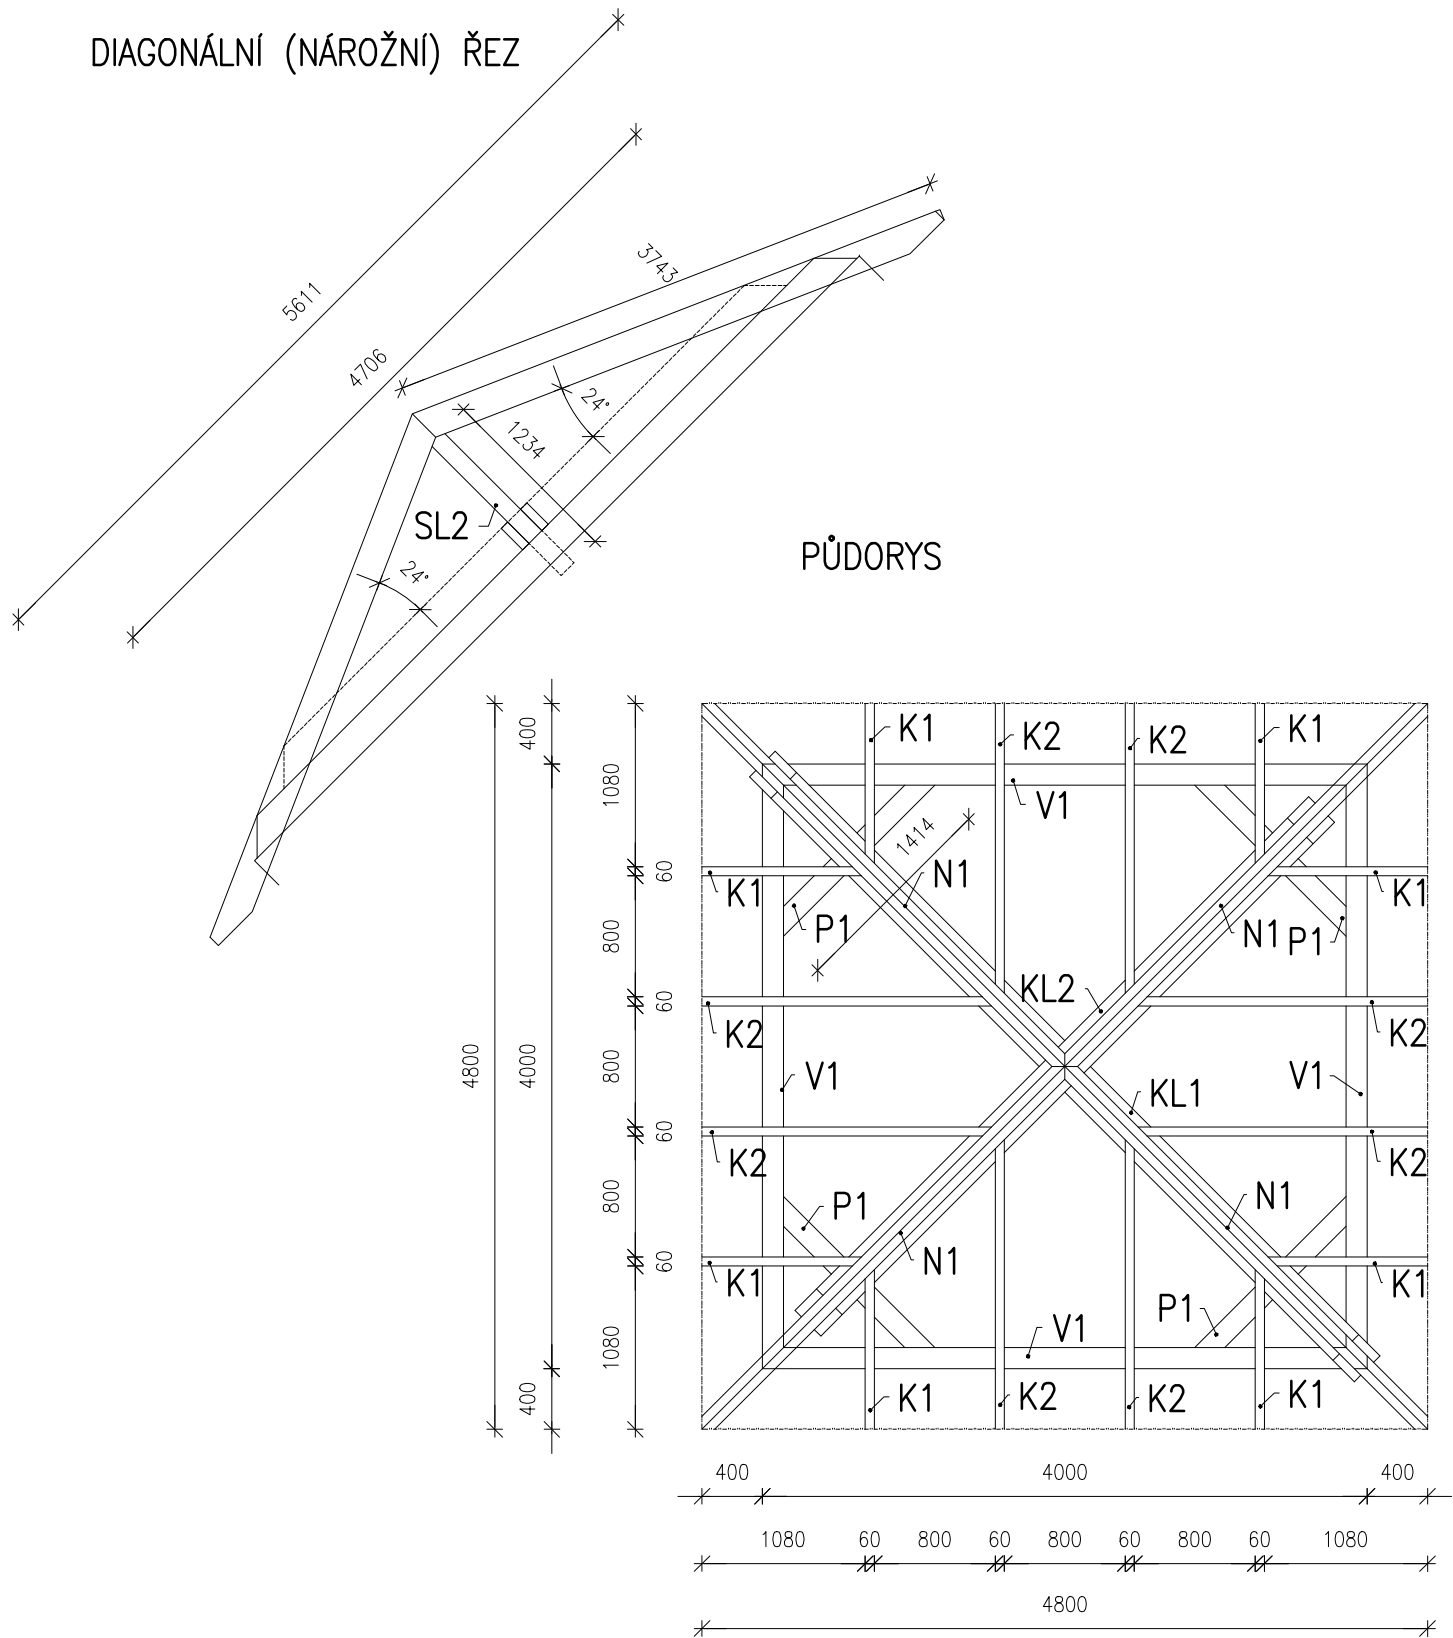 DIAGONÁLNÍ (NÁROŽNÍ) ŘEZ
5611
4706
3743
24°
1234
SL2
24°
PŮDORYS
400
1080
60
800
60
4800
4000
800
60
800
60
1080
400
K1
K2
K2
K1
V1
1414
N1
K1
P1
N1
P1
K1
KL2
K2
K2
V1
V1
KL1
K2
K2
P1
N1
N1
K1
K1
P1
V1
K1
K2
K2
K1
400 4000 400
1080 60 800 60 800 60 800 60 1080
4800